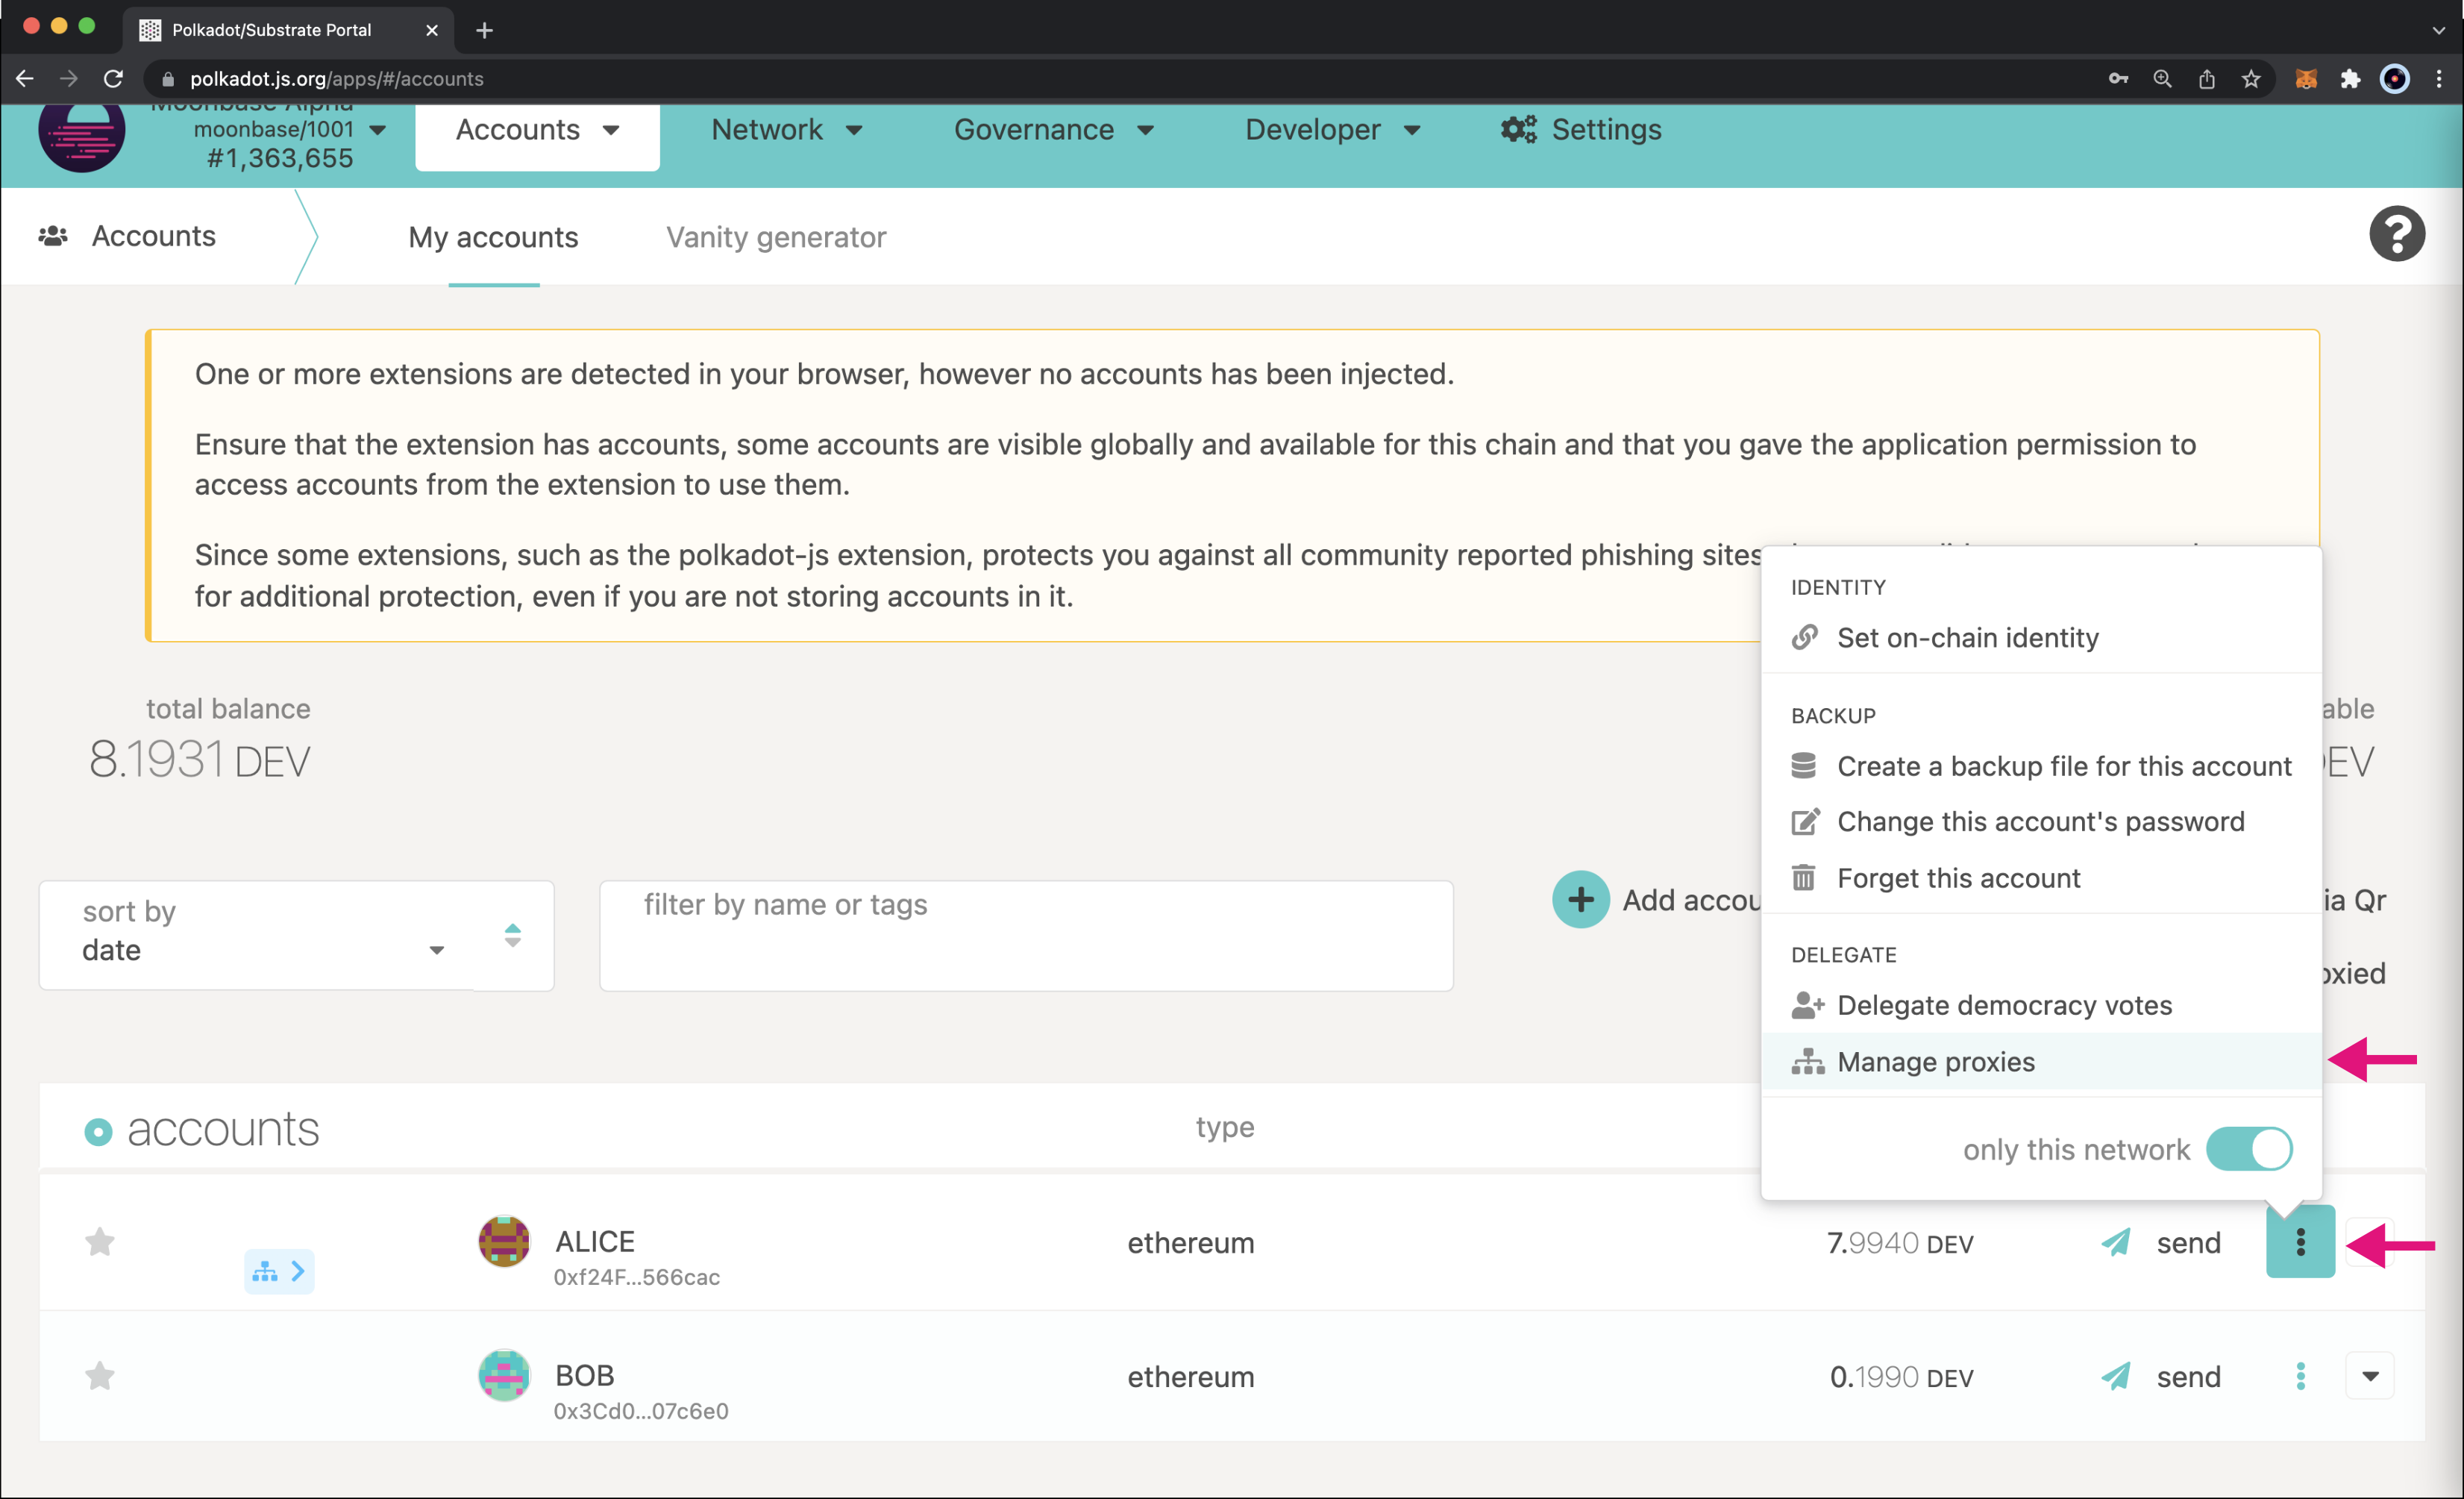 Polkadot/Substrate Portal
polkadot.js.org/apps/#/accounts
Moonbase Alpha
moonbase/1001
#1,363,655
Accounts
Network
Governance
Developer
Settings
Accounts
My accounts
Vanity generator
One or more extensions are detected in your browser, however no accounts has been injected.
Ensure that the extension has accounts, some accounts are visible globally and available for this chain and that you gave the application permission to
access accounts from the extension to use them.
Since some extensions, such as the polkadot-js extension, protects you against all community reported phishing sites
for additional protection, even if you are not storing accounts in it.
IDENTITY
Set on-chain identity
BACKUP
Create a backup file for this account
Change this account's password
Forget this account
DELEGATE
Delegate democracy votes
Manage proxies
only this network
total balance
8.1931 DEV
able
DEV
sort by
date
filter by name or tags
Add accou
ia Qr
oxied
accounts
type
ALICE
0xf24F...566cac
ethereum
7.9940 DEV
send
BOB
0x3Cd0...07c6e0
ethereum
0.1990 DEV
send